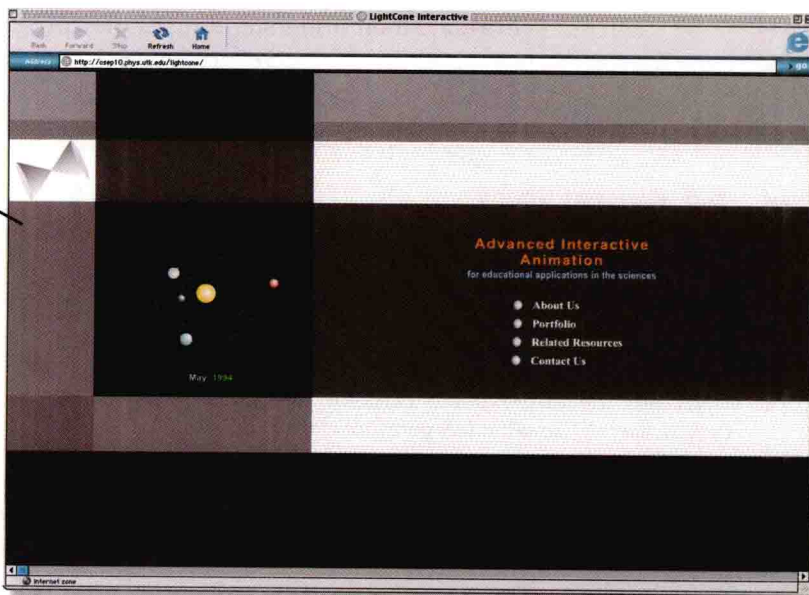 LightCone Interactive
Back Forward Stop Refresh Home
Address http://csep10.phys.utk.edu/lightcone/ go
Advanced Interactive
Animation
for educational applications in the sciences
About Us
Portfolio
Related Resources
Contact Us
May 1994
Internet zone